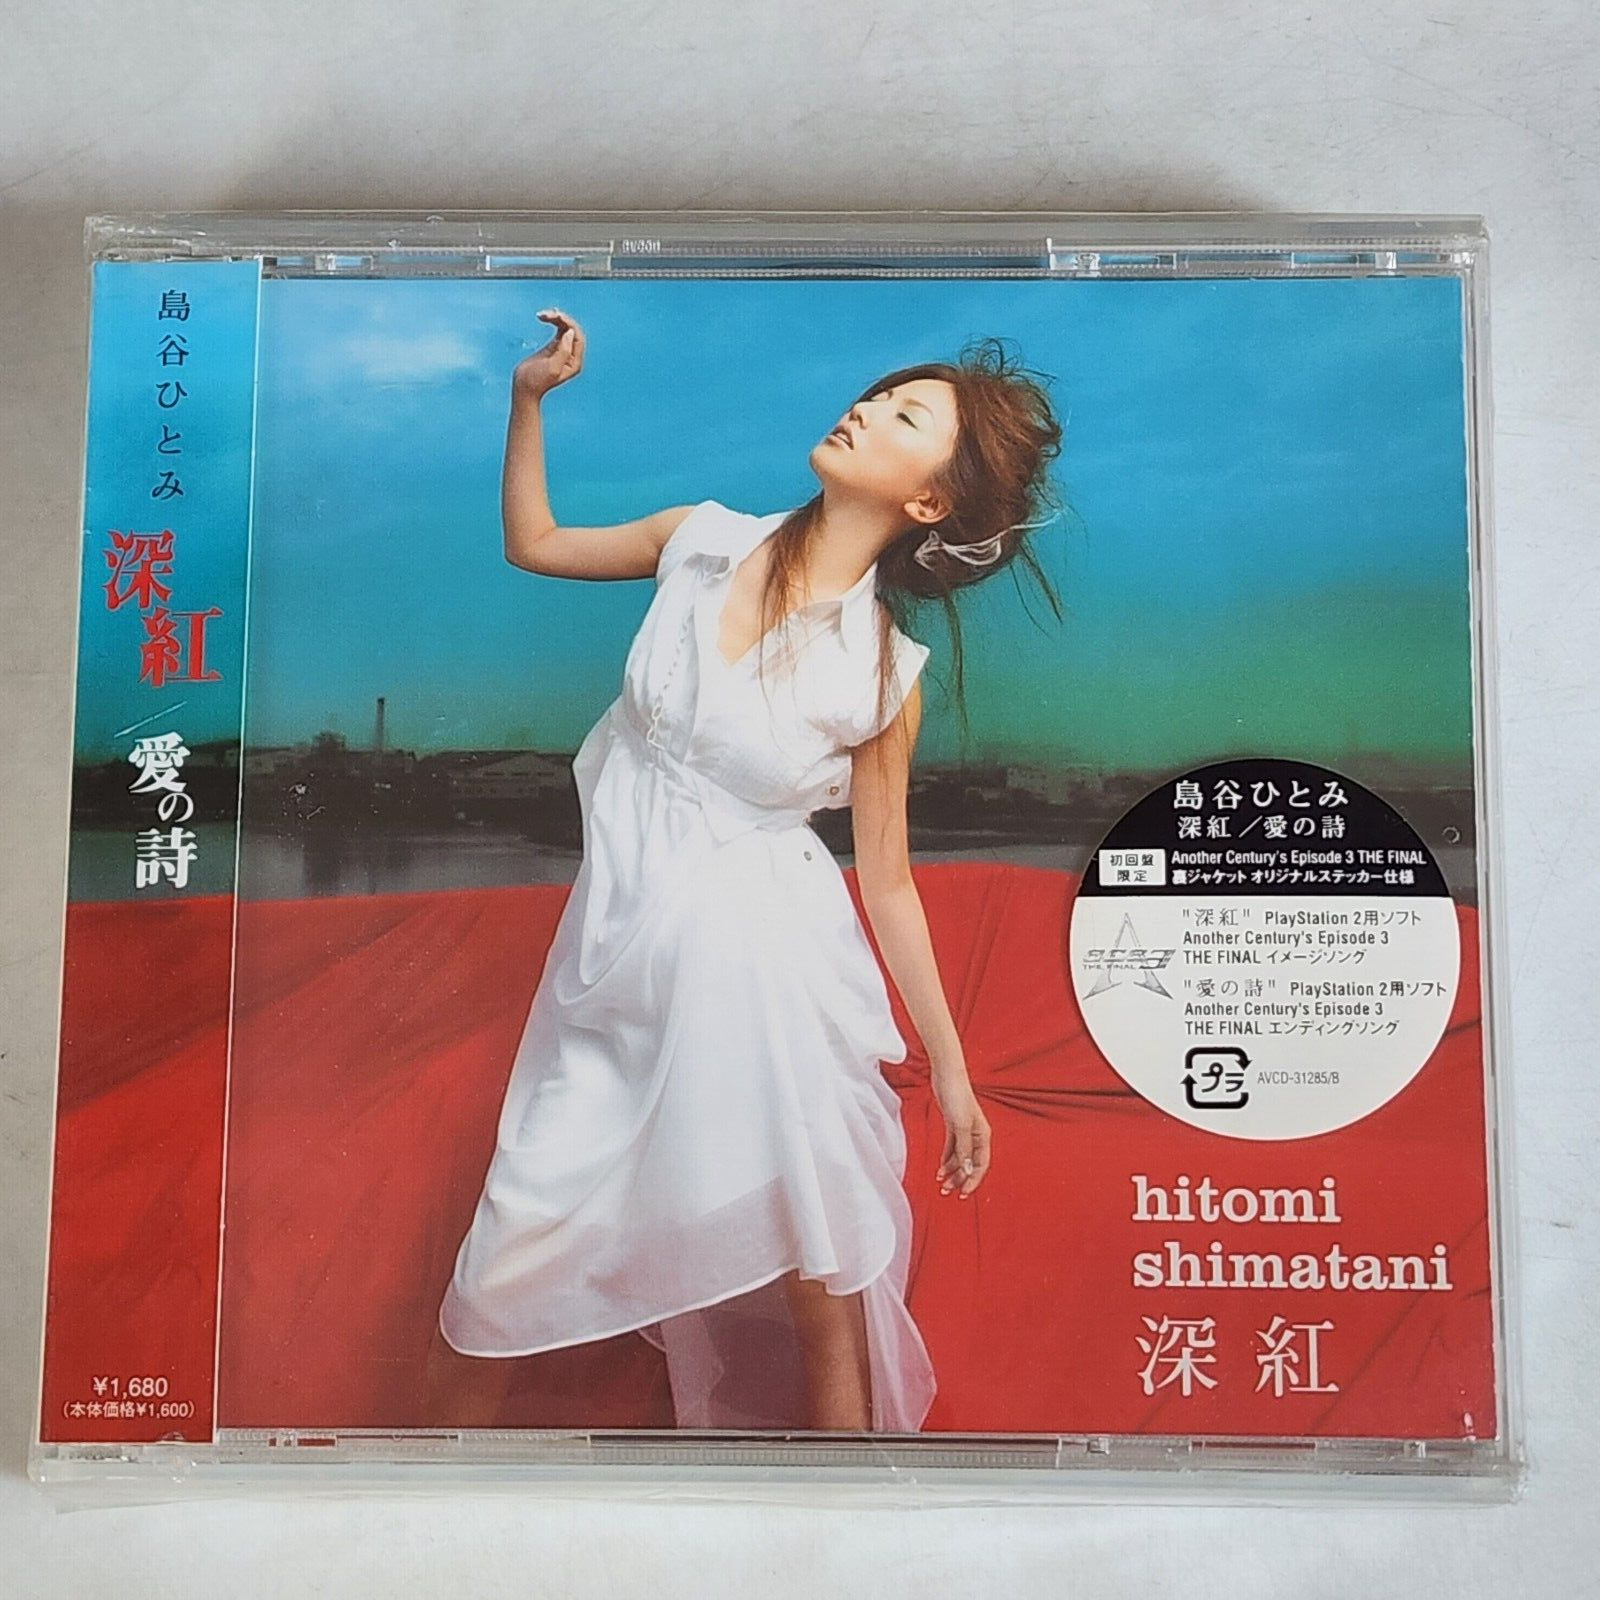 島谷ひとみ
深紅
／愛の詩
¥1,680
(本体価格¥1,600)
島谷ひとみ
深紅／愛の詩
初回盤
限定
Another Century's Episode 3 THE FINAL
裏ジャケット オリジナルステッカー仕様
"深紅" PlayStation 2用ソフト
Another Century's Episode 3
THE FINAL イメージソング
"愛の詩" PlayStation 2用ソフト
Another Century's Episode 3
THE FINAL エンディングソング
THE FINAL
プラ
AVCD-31285/B
hitomi
shimatani
深紅